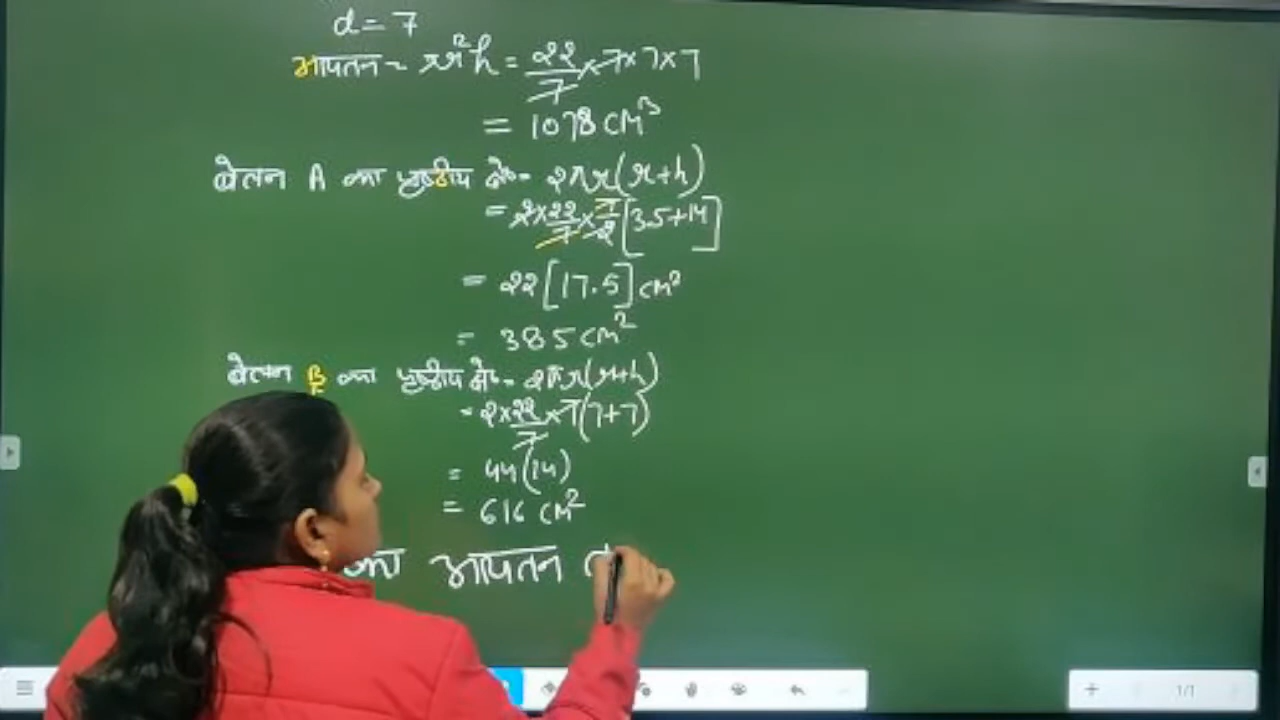 d = 7
आयतन = πr²h = 22/7 × 7 × 7 × 7
= 1078 CM³
बेलन A का पृष्ठीय क्षे॰ = 2πr(r+h)
= 2 × 22/7 × 7/2 [3.5+14]
= 22 [17.5] CM²
= 385 CM²
बेलन B का पृष्ठीय क्षे॰ = 2πr(r+h)
= 2 × 22/7 × 7(7+7)
= 44(14)
= 616 CM²
का आयतन
1/1